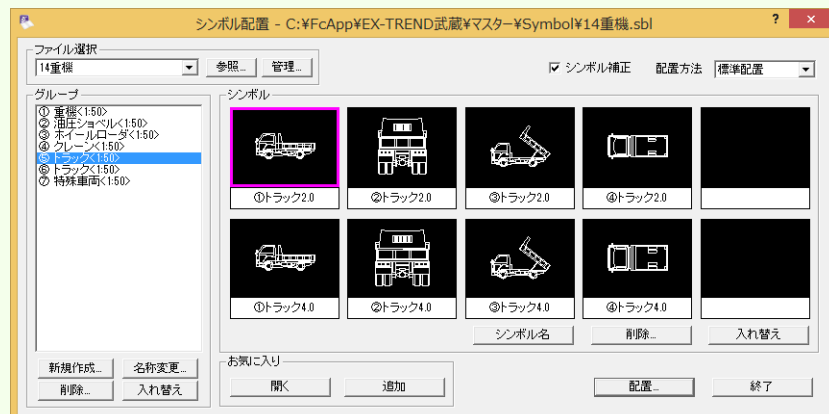 シンボル配置 - C:¥FcApp¥EX-TREND武蔵¥マスター¥Symbol¥14重機.sbl ? ×
ファイル選択
14重機 参照... 管理...
シンボル補正 配置方法 標準配置
グループ
① 重機<1:50>
② 油圧ショベル<1:50>
③ ホイールローダ<1:50>
④ クレーン<1:50>
⑤ トラック<1:50>
⑥ トラック<1:50>
⑦ 特殊車両<1:50>
新規作成... 名称変更...
削除... 入れ替え
シンボル
①トラック2.0 ②トラック2.0 ③トラック2.0 ④トラック2.0
①トラック4.0 ②トラック4.0 ③トラック4.0 ④トラック4.0
シンボル名 削除... 入れ替え
お気に入り
開く 追加
配置... 終了